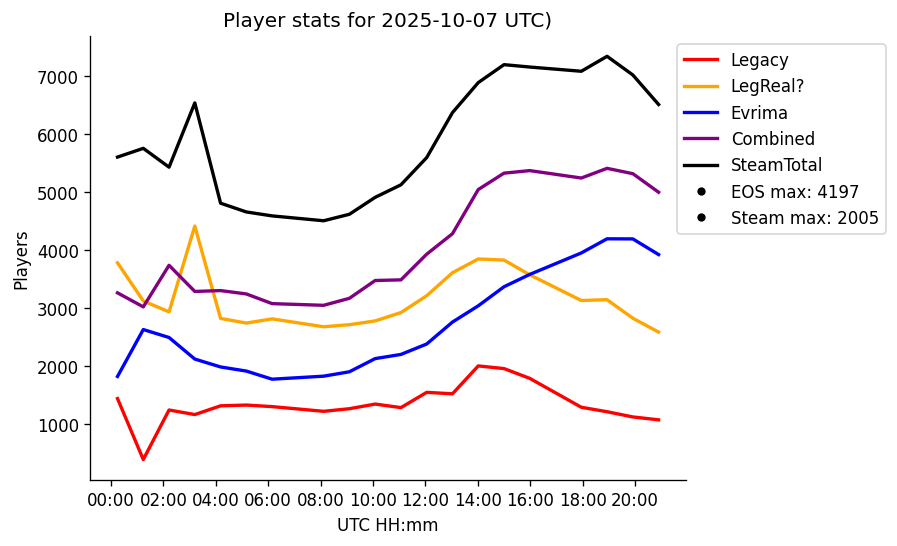 Player stats for 2025-10-07 UTC)
Legacy
LegReal?
Evrima
Combined
SteamTotal
EOS max: 4197
Steam max: 2005
Players
7000
6000
5000
4000
3000
2000
1000
00:00 02:00 04:00 06:00 08:00 10:00 12:00 14:00 16:00 18:00 20:00
UTC HH:mm